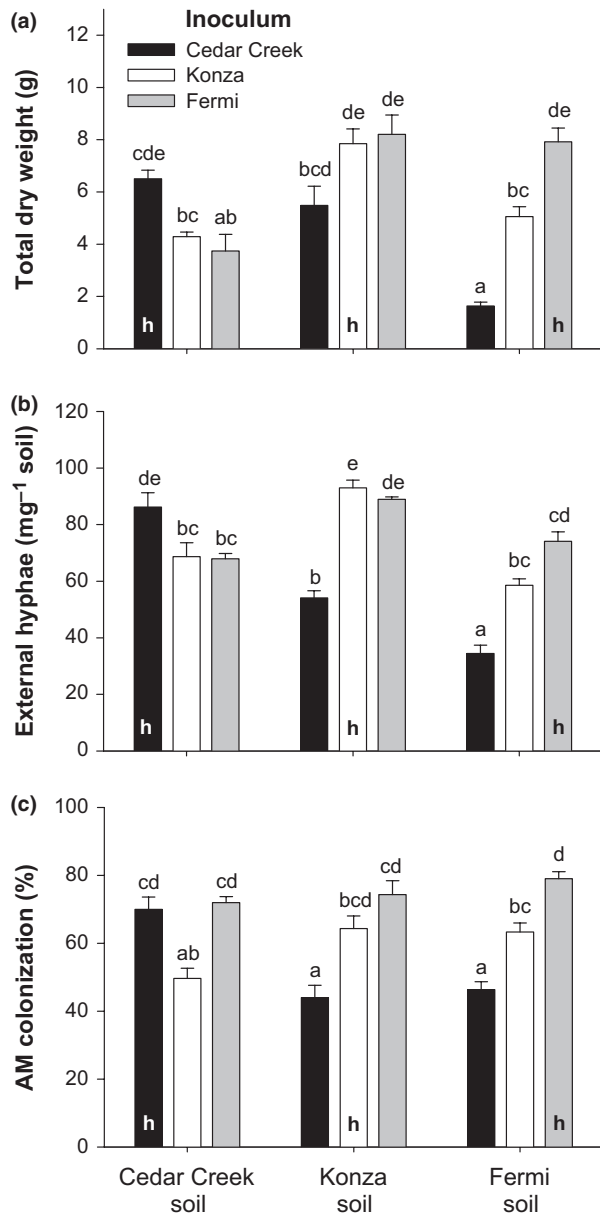 (a)
Inoculum
Cedar Creek
Konza
Fermi
Total dry weight (g)
12
10
8
6
4
2
0
cde
bc
ab
bcd
de
de
a
bc
de
h
h
h
(b)
External hyphae (mg⁻¹ soil)
120
100
80
60
40
20
0
de
bc
bc
b
e
de
a
bc
cd
h
h
h
(c)
AM colonization (%)
100
80
60
40
20
0
cd
ab
cd
a
bcd
cd
a
bc
d
h
h
h
Cedar Creek
soil
Konza
soil
Fermi
soil